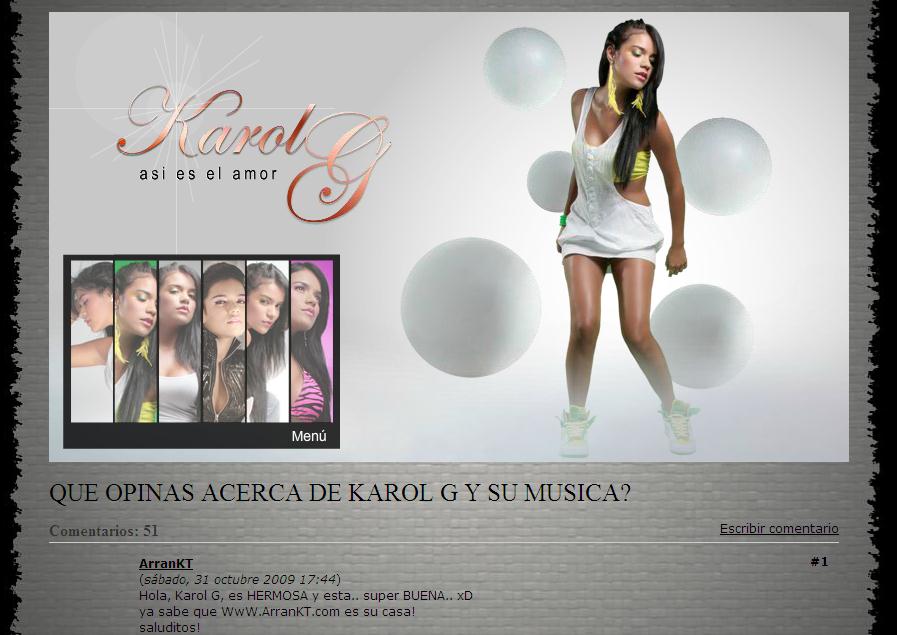 Karol G
asi es el amor
Menú
QUE OPINAS ACERCA DE KAROL G Y SU MUSICA?
Comentarios: 51
Escribir comentario
ArranKT
#1
(sábado, 31 octubre 2009 17:44)
Hola, Karol G, es HERMOSA y esta.. super BUENA.. xD
ya sabe que WwW.ArranKT.com es su casa!
saluditos!